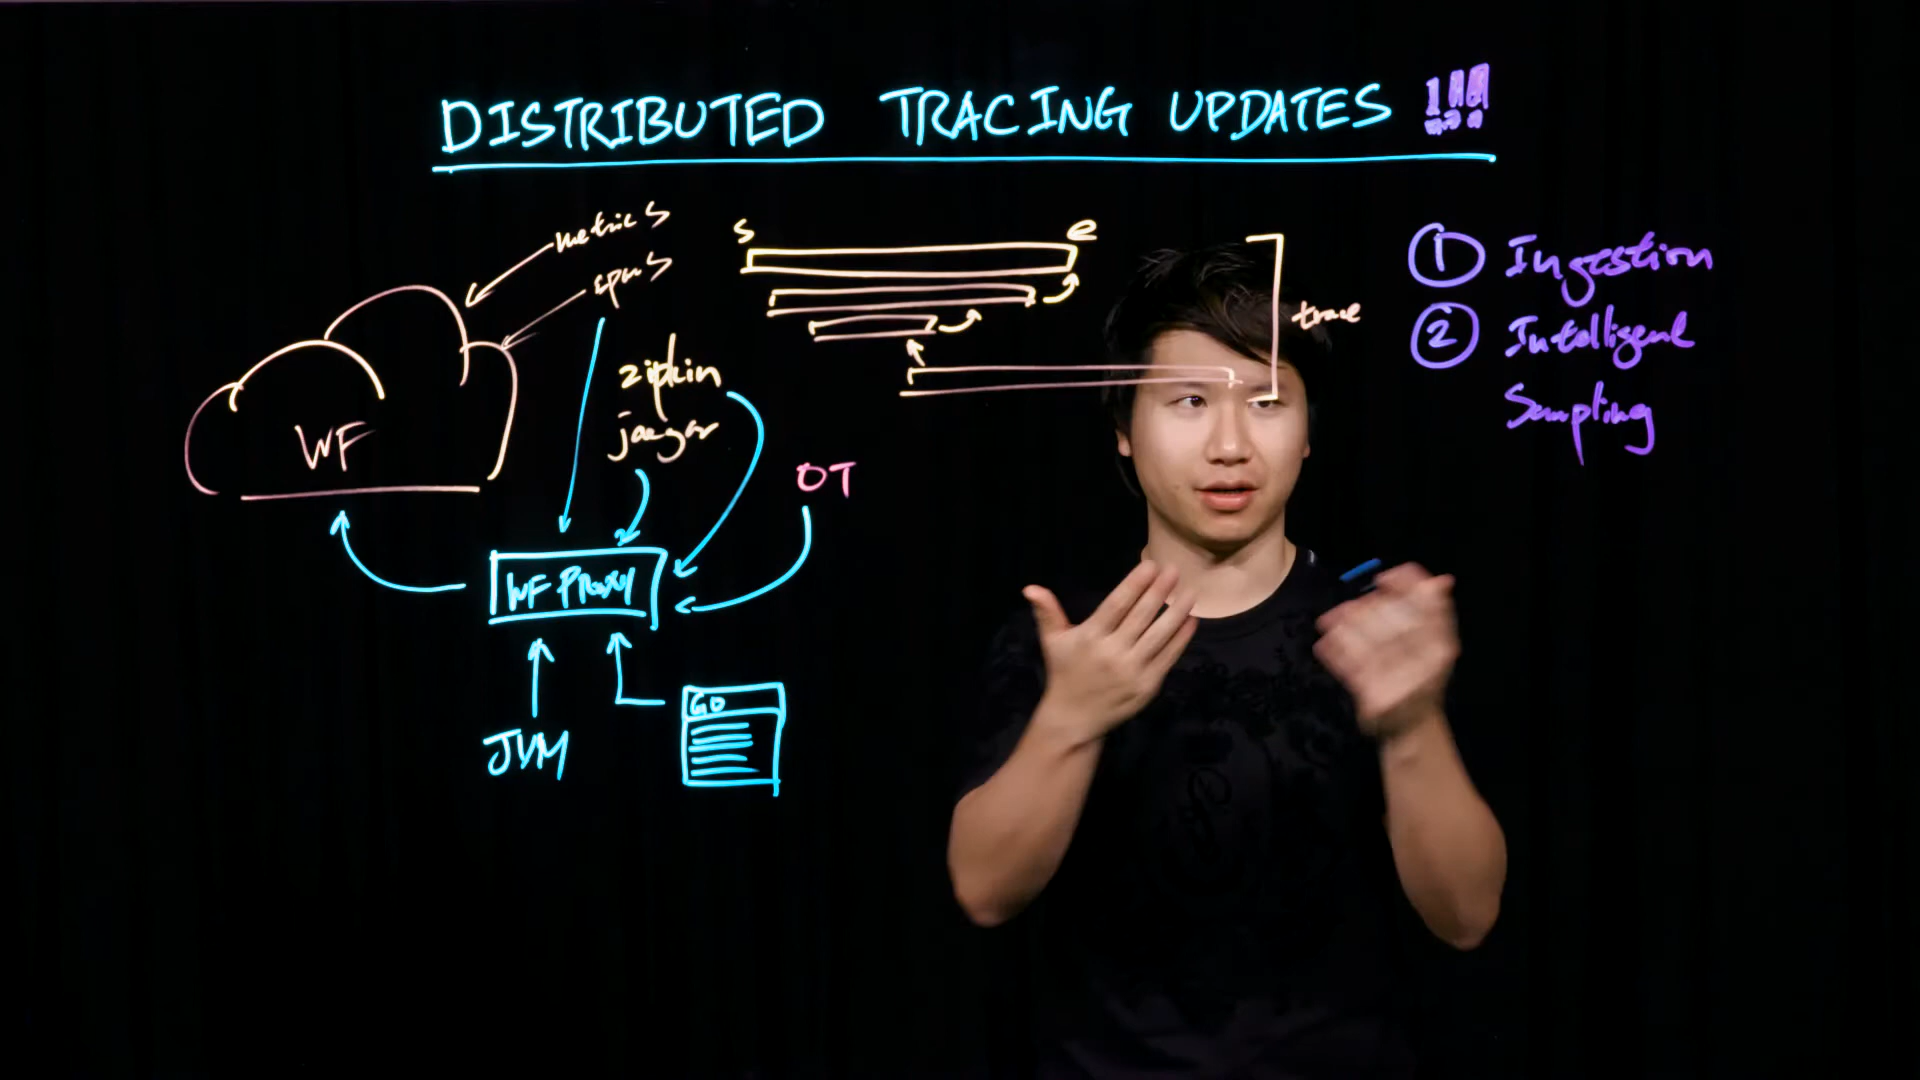 DISTRIBUTED TRACING UPDATES !!!
metrics
spans
S
e
trace
① Ingestion
② Intelligent
Sampling
zipkin
jaeger
WF
OT
WF PROXY
GO
JVM